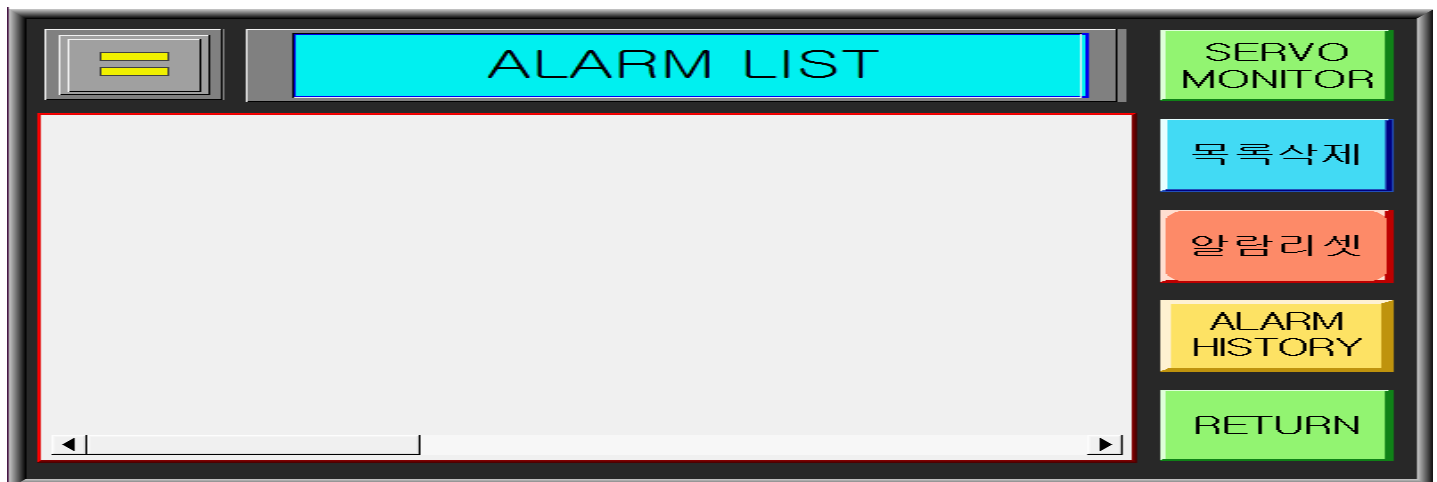 ALARM LIST
SERVO
MONITOR
목록삭제
알람리셋
ALARM
HISTORY
RETURN